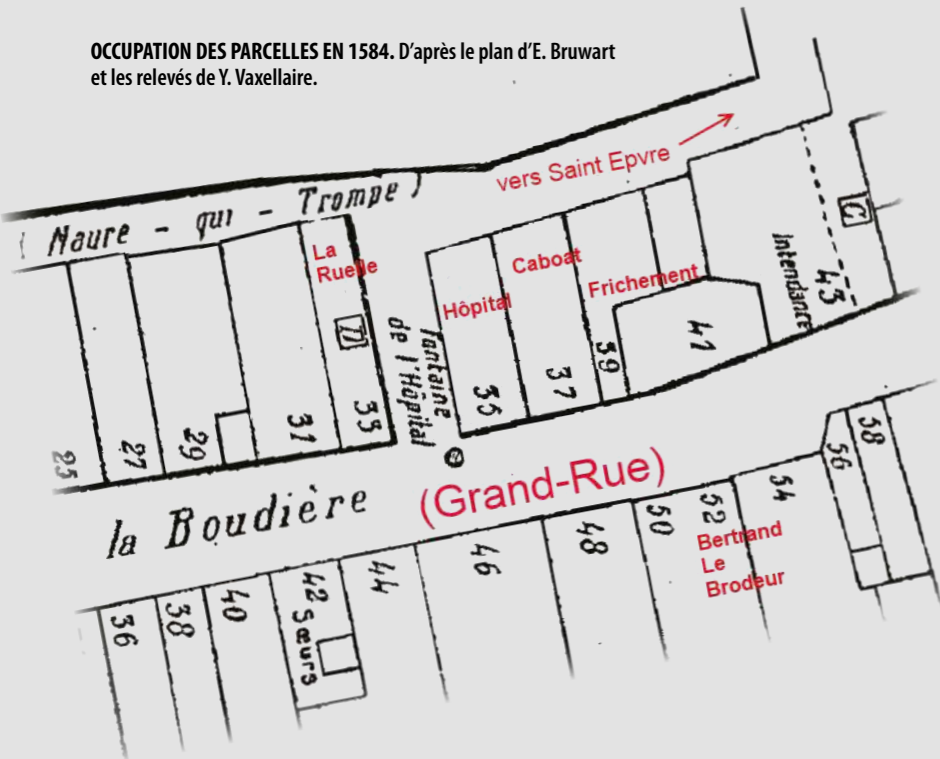 OCCUPATION DES PARCELLES EN 1584. D'après le plan d'E. Bruwart
et les relevés de Y. Vaxellaire.
vers Saint Epvre
( Maure - qui - Trompe )
La
Ruelle
Hôpital
Caboat
Frichement
Intendance
C
D
Fontaine
de l'Hôpital
25
27
29
31
33
35
37
39
41
43
la Boudière
(Grand-Rue)
36
38
40
42 Sœurs
44
46
48
50
52
54
56
58
Bertrand
Le
Brodeur